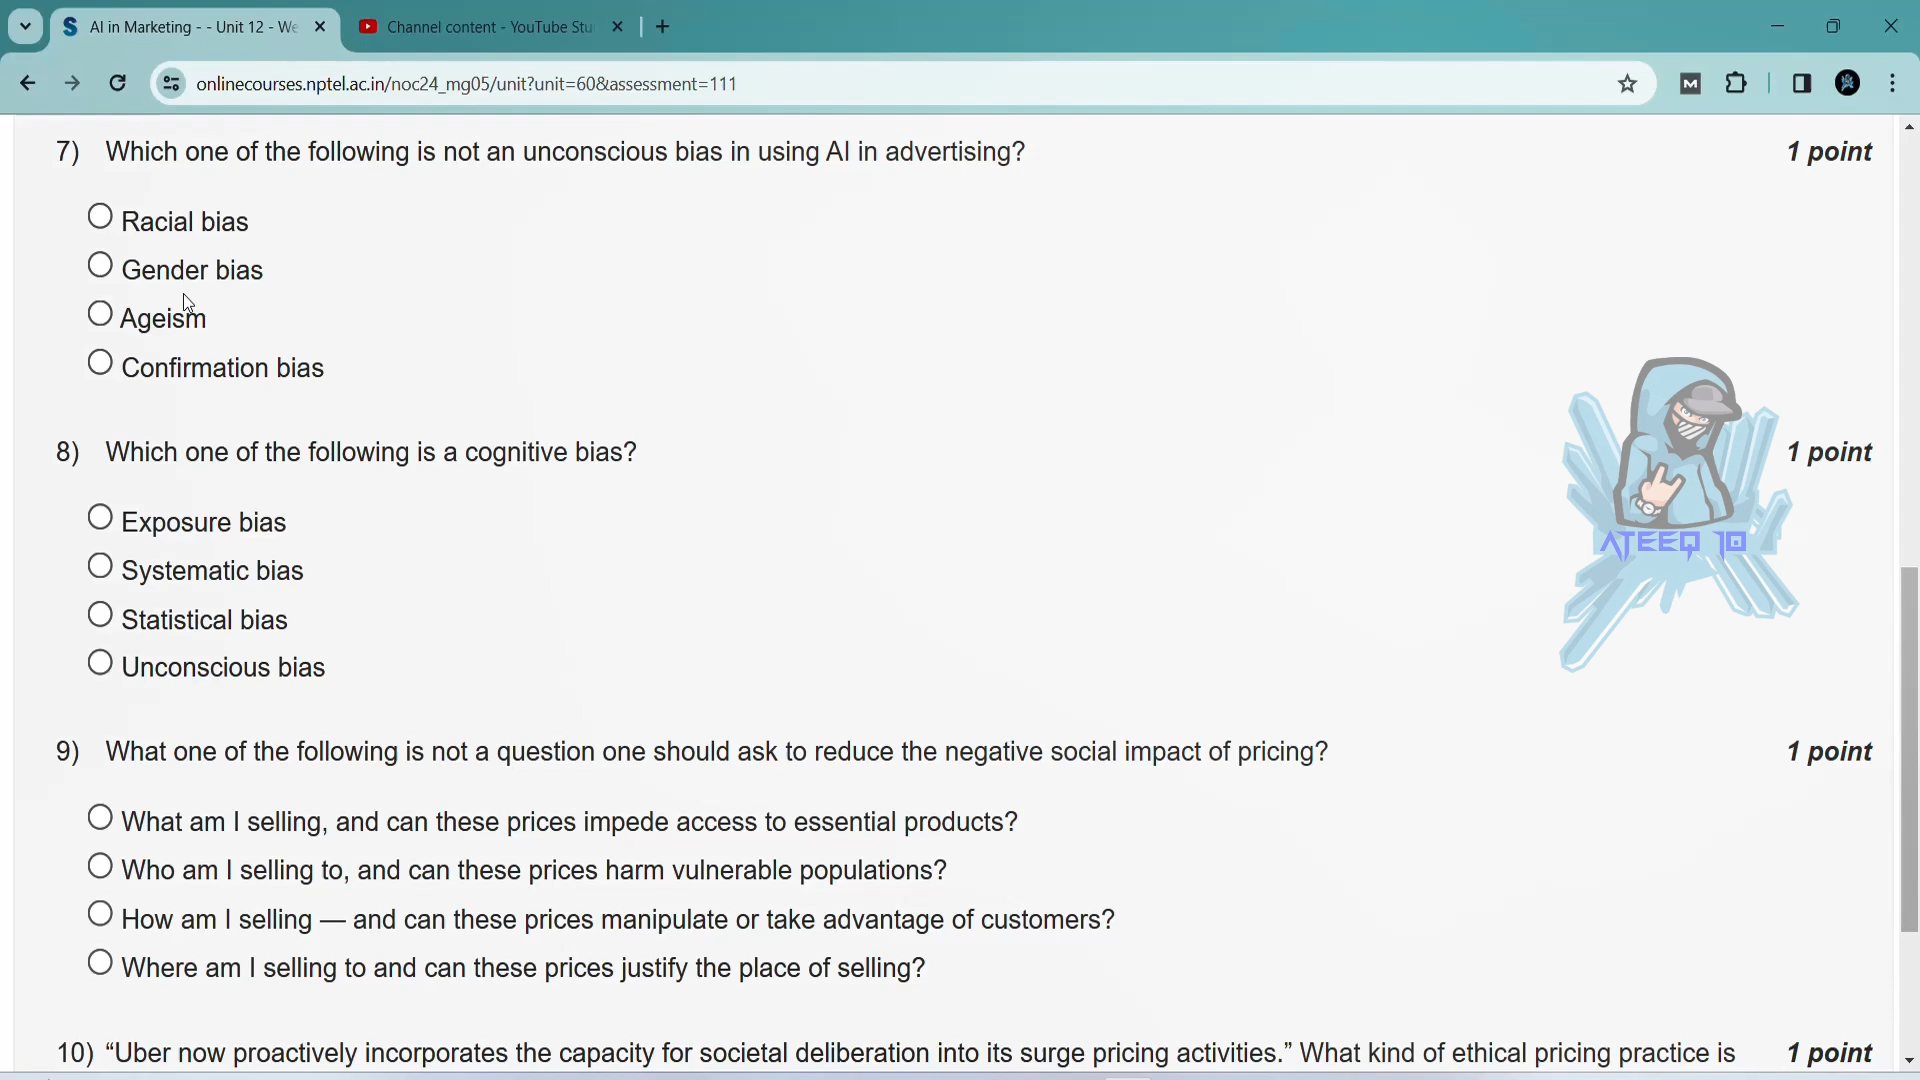 AI in Marketing - - Unit 12 - We
Channel content - YouTube Stu
onlinecourses.nptel.ac.in/noc24_mg05/unit?unit=60&assessment=111
7) Which one of the following is not an unconscious bias in using AI in advertising? 1 point
Racial bias
Gender bias
Ageism
Confirmation bias
8) Which one of the following is a cognitive bias? 1 point
Exposure bias
Systematic bias
Statistical bias
Unconscious bias
ATEEQ 10
9) What one of the following is not a question one should ask to reduce the negative social impact of pricing? 1 point
What am I selling, and can these prices impede access to essential products?
Who am I selling to, and can these prices harm vulnerable populations?
How am I selling — and can these prices manipulate or take advantage of customers?
Where am I selling to and can these prices justify the place of selling?
10) “Uber now proactively incorporates the capacity for societal deliberation into its surge pricing activities.” What kind of ethical pricing practice is 1 point